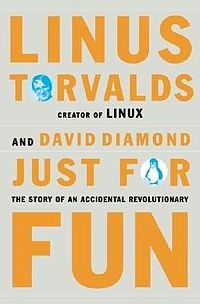 LINUS
TORVALDS
CREATOR OF LINUX
AND DAVID DIAMOND
JUST FOR
THE STORY OF AN ACCIDENTAL REVOLUTIONARY
FUN